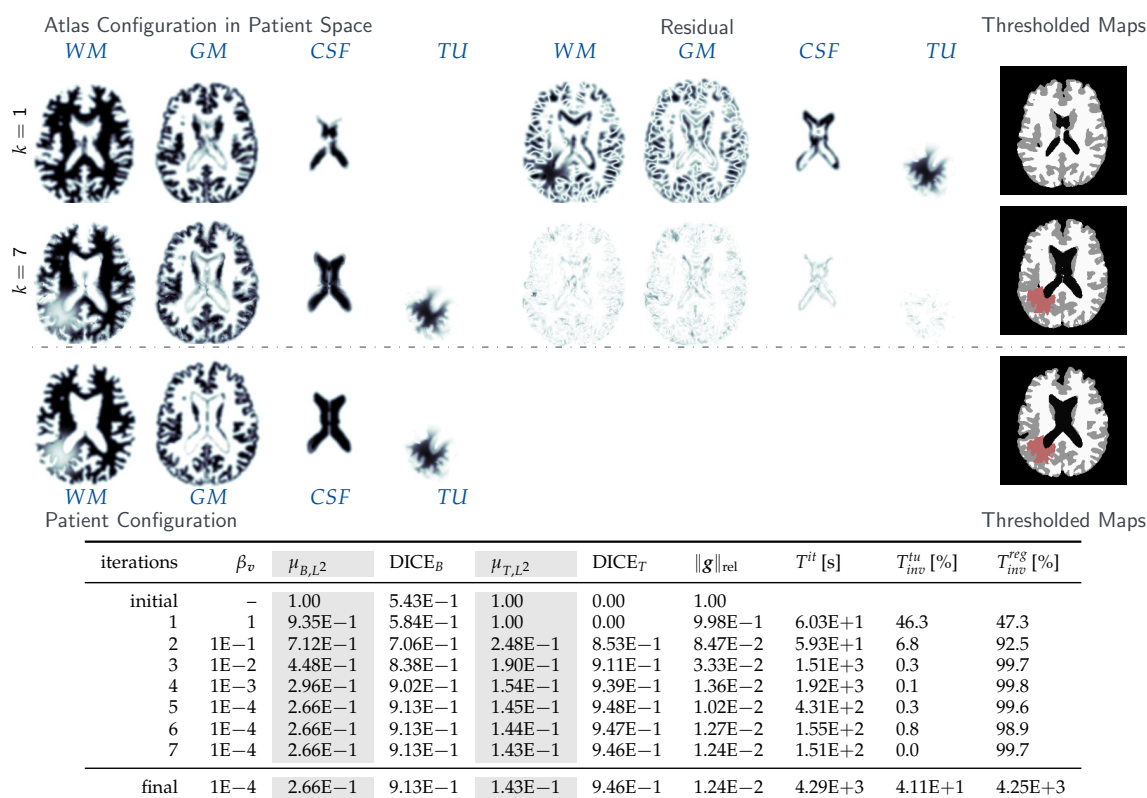 Atlas Configuration in Patient Space Residual Thresholded Maps
WM GM CSF TU WM GM CSF TU
k = 1
k = 7
WM GM CSF TU
Patient Configuration Thresholded Maps
iterations βv μB,L² DICEB μT,L² DICET ‖g‖rel T^it [s] T^tu_inv [%] T^reg_inv [%]
initial – 1.00 5.43E−1 1.00 0.00 1.00
1 1 9.35E−1 5.84E−1 1.00 0.00 9.98E−1 6.03E+1 46.3 47.3
2 1E−1 7.12E−1 7.06E−1 2.48E−1 8.53E−1 8.47E−2 5.93E+1 6.8 92.5
3 1E−2 4.48E−1 8.38E−1 1.90E−1 9.11E−1 3.33E−2 1.51E+3 0.3 99.7
4 1E−3 2.96E−1 9.02E−1 1.54E−1 9.39E−1 1.36E−2 1.92E+3 0.1 99.8
5 1E−4 2.66E−1 9.13E−1 1.45E−1 9.48E−1 1.02E−2 4.31E+2 0.3 99.6
6 1E−4 2.66E−1 9.13E−1 1.44E−1 9.47E−1 1.27E−2 1.55E+2 0.8 98.9
7 1E−4 2.66E−1 9.13E−1 1.43E−1 9.46E−1 1.24E−2 1.51E+2 0.0 99.7
final 1E−4 2.66E−1 9.13E−1 1.43E−1 9.46E−1 1.24E−2 4.29E+3 4.11E+1 4.25E+3